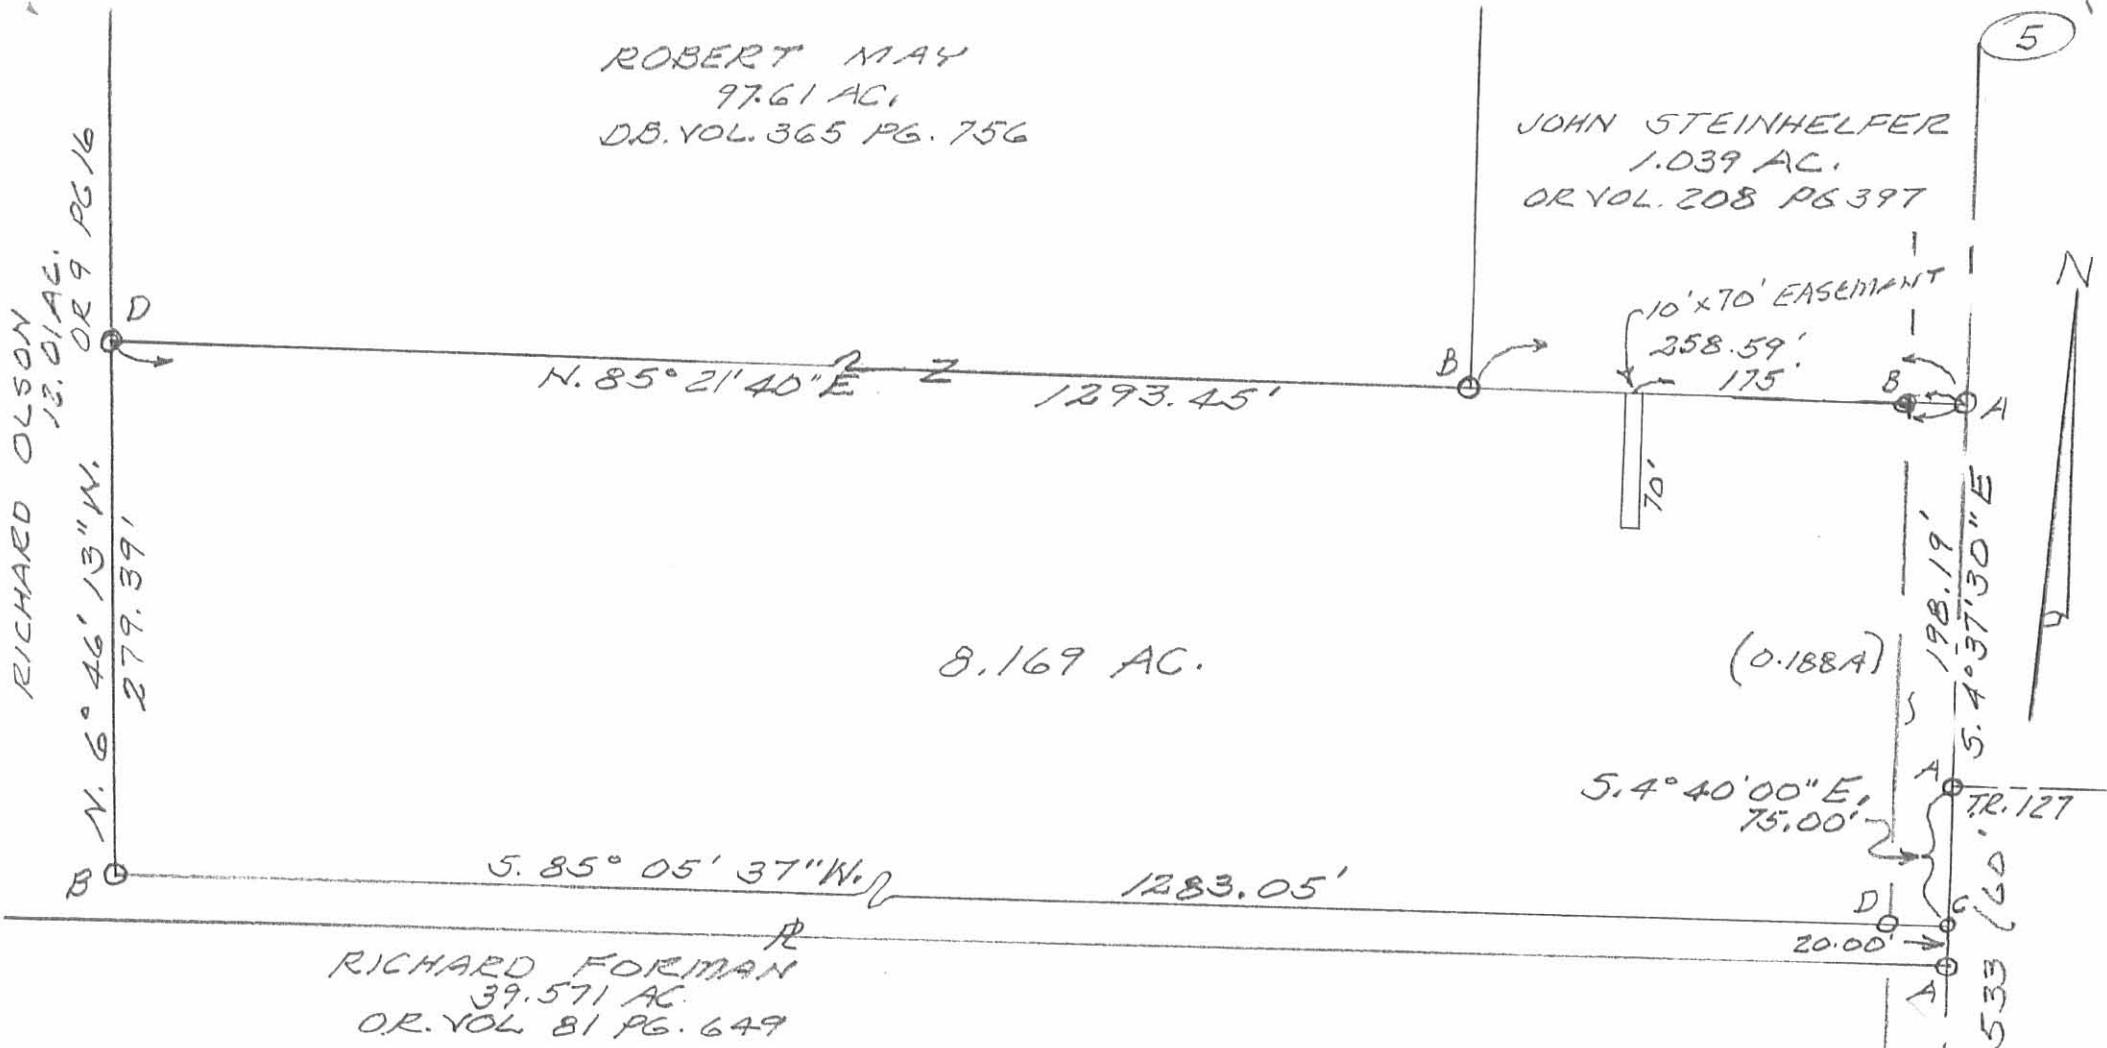 5
ROBERT MAY
97.61 AC.
D.B. VOL. 365 PG. 756
JOHN STEINHELFER
1.039 AC.
OR VOL. 208 PG 397
RICHARD OLSON
12.01 AC.
OR 9 PG 16
N
D
10' x 70' EASEMENT
258.59'
175'
B
B
A
N. 85° 21' 40" E
Z
1293.45'
70'
N. 6° 46' 13" W.
279.39'
198.19'
S. 4° 37' 30" E
8.169 AC.
(0.188A)
S. 4° 40' 00" E.
75.00'
A
TR. 127
B
S. 85° 05' 37" W.
1283.05'
D
C
20.00'
A
533 (60'
RICHARD FORMAN
39.571 AC.
O.R. VOL 81 PG. 649